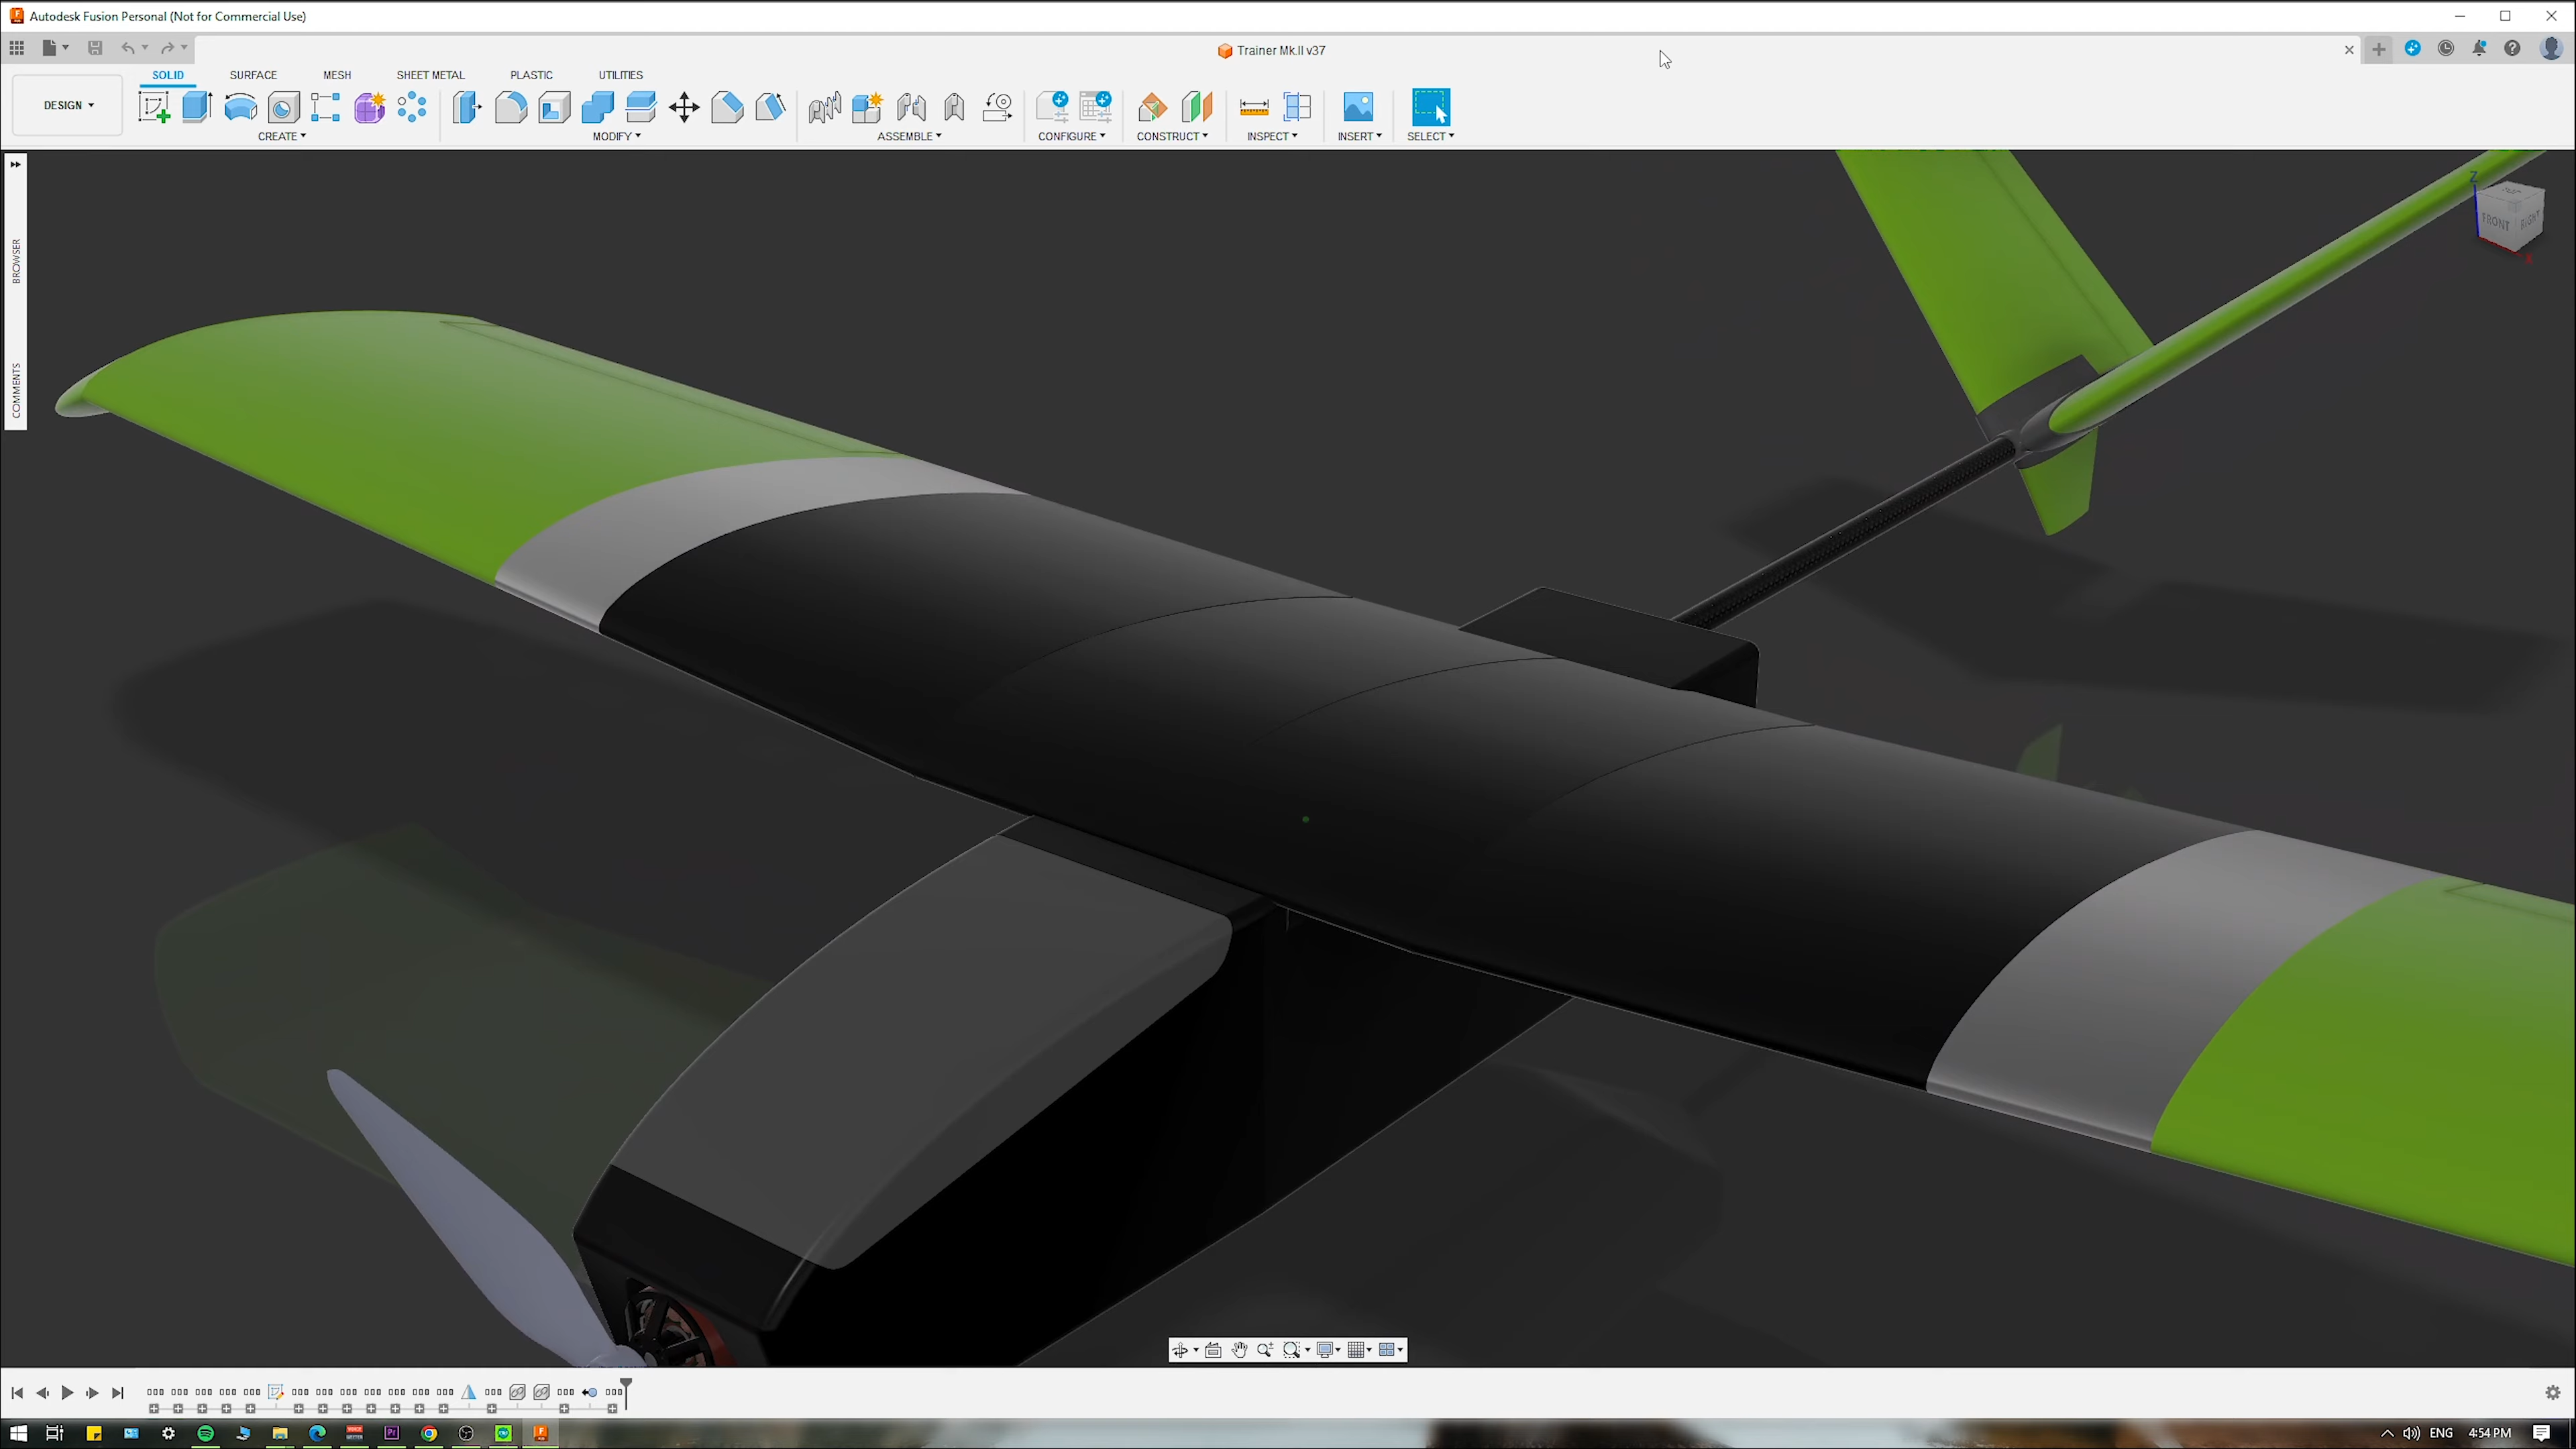 Autodesk Fusion Personal (Not for Commercial Use)
Trainer Mk.II v37
SOLID
SURFACE
MESH
SHEET METAL
PLASTIC
UTILITIES
DESIGN
CREATE
MODIFY
ASSEMBLE
CONFIGURE
CONSTRUCT
INSPECT
INSERT
SELECT
BROWSER
COMMENTS
Z
FRONT
RIGHT
ENG
4:54 PM